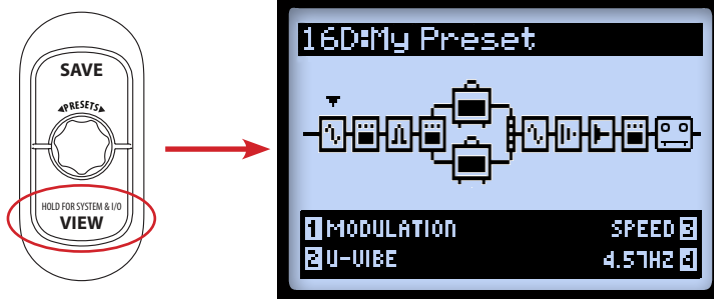 SAVE
◀PRESETS▶
HOLD FOR SYSTEM & I/O
VIEW
16D:My Preset
1 MODULATION SPEED 3
2 U-VIBE 4.57HZ 4